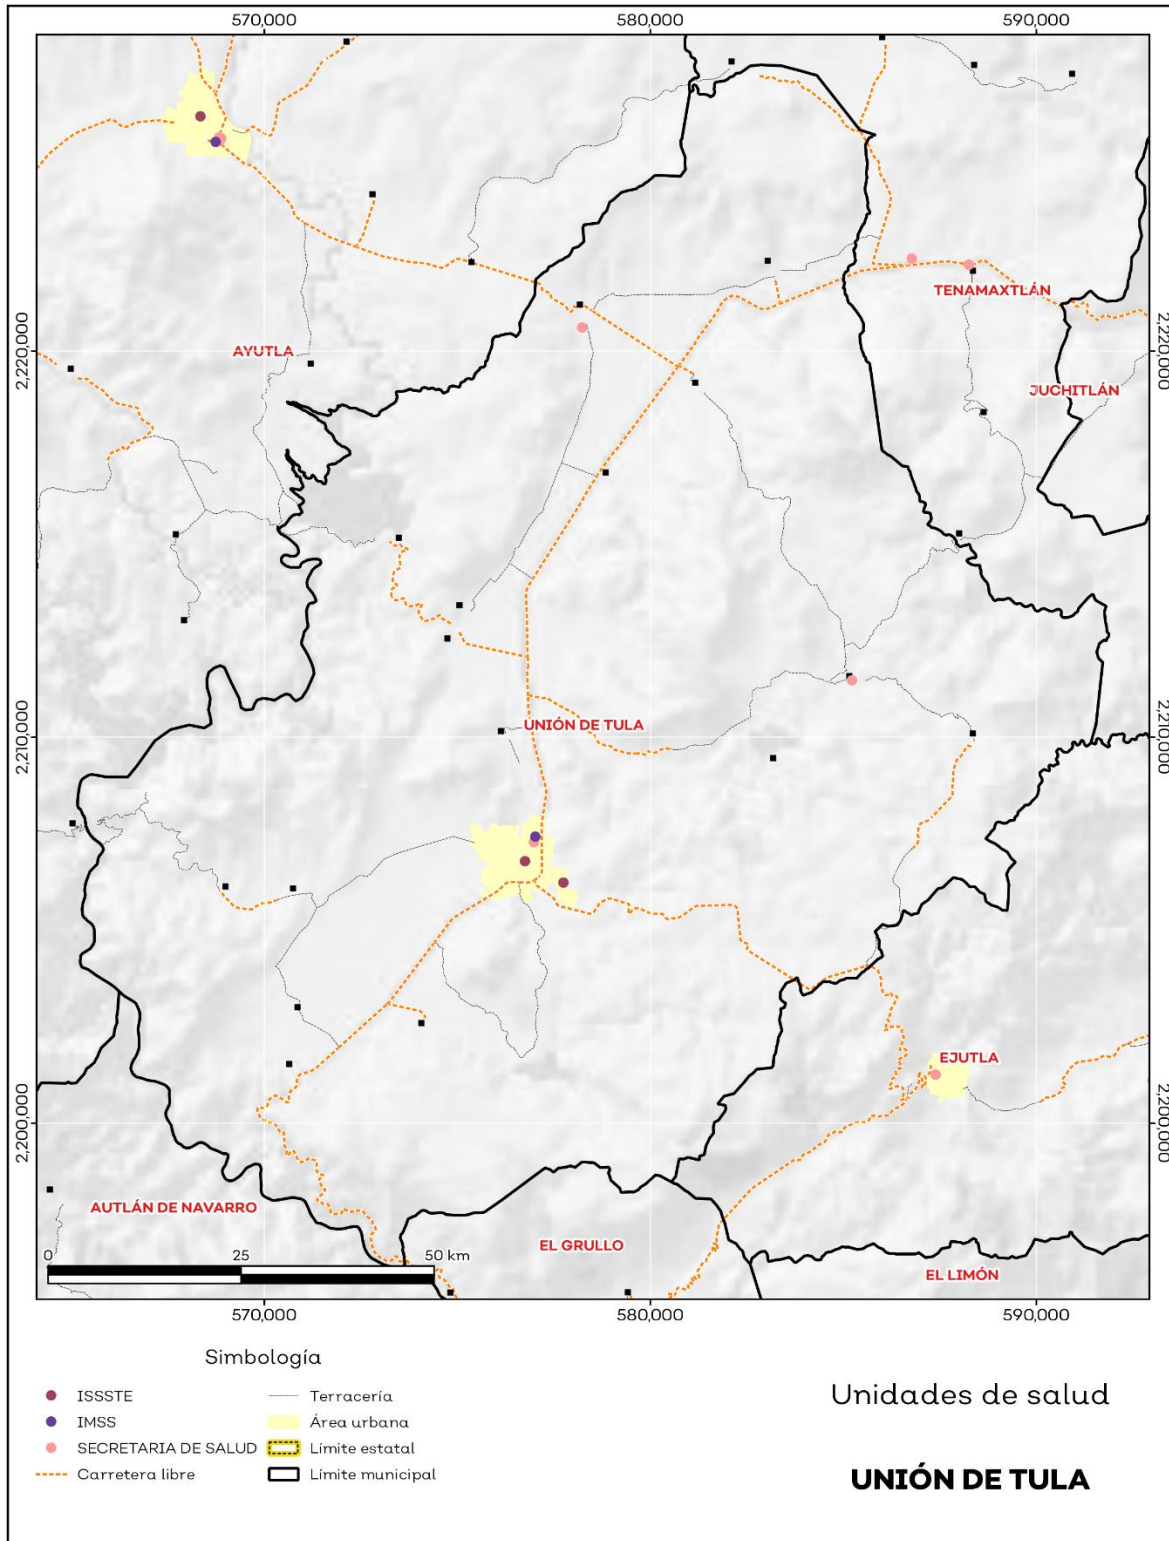 570,000
580,000
590,000
TENAMAXTLÁN
2,220,000
2,220,000
AYUTLA
JUCHITLÁN
UNIÓN DE TULA
2,210,000
2,210,000
EJUTLA
2,200,000
2,200,000
AUTLÁN DE NAVARRO
EL GRULLO
EL LIMÓN
0
25
50 km
570,000
580,000
590,000
Simbología
ISSSTE
IMSS
SECRETARIA DE SALUD
Carretera libre
Terracería
Área urbana
Límite estatal
Límite municipal
Unidades de salud
UNIÓN DE TULA